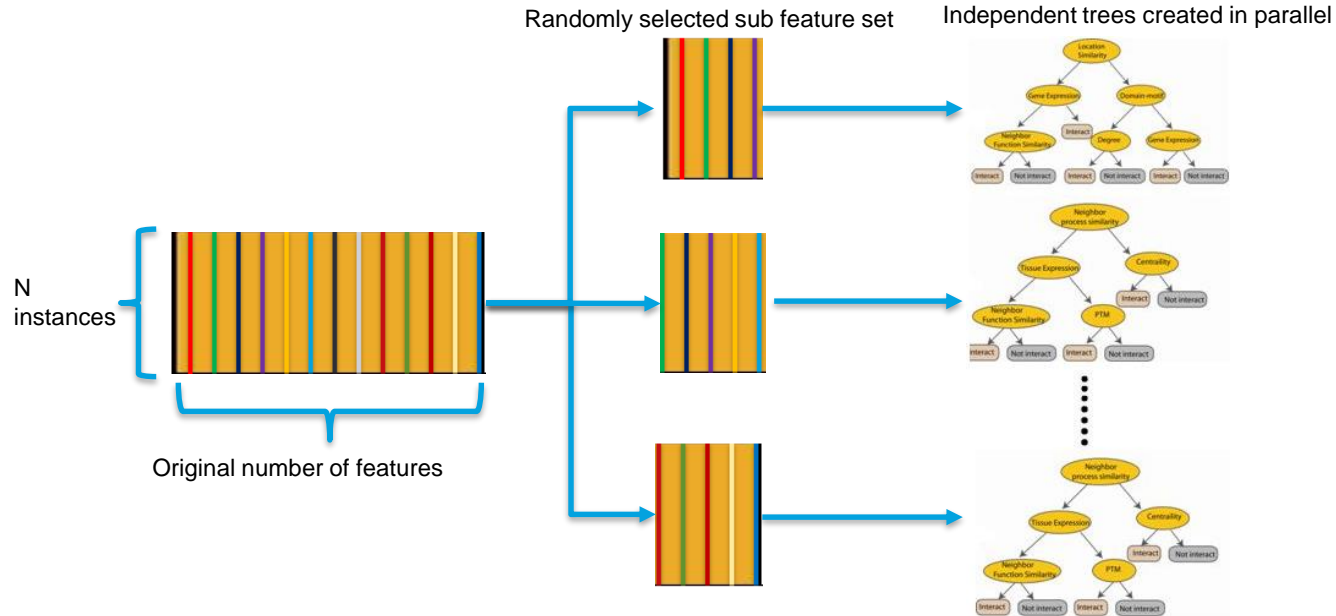 Randomly selected sub feature set
Independent trees created in parallel
N
instances
Original number of features
Location
Similarity
Gene Expression
Domain-motif
Interact
Neighbor
Function Similarity
Degree
Gene Expression
Interact
Not interact
Interact
Not interact
Interact
Not interact
Neighbor
process similarity
Tissue Expression
Centraility
Interact
Not interact
Neighbor
Function Similarity
PTM
Interact
Not interact
Interact
Not interact
Neighbor
process similarity
Tissue Expression
Centraility
Interact
Not interact
Neighbor
Function Similarity
PTM
Interact
Not interact
Interact
Not interact